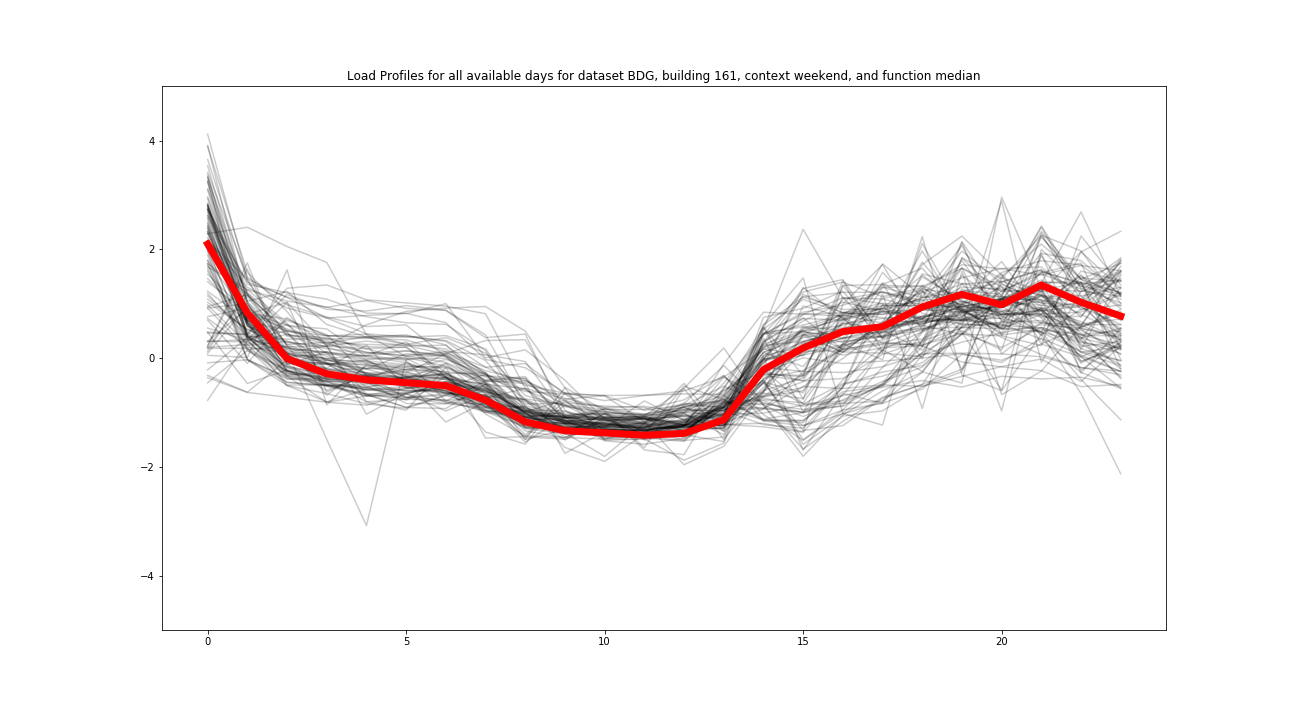 Load Profiles for all available days for dataset BDG, building 161, context weekend, and function median
4
2
0
−2
−4
0 5 10 15 20